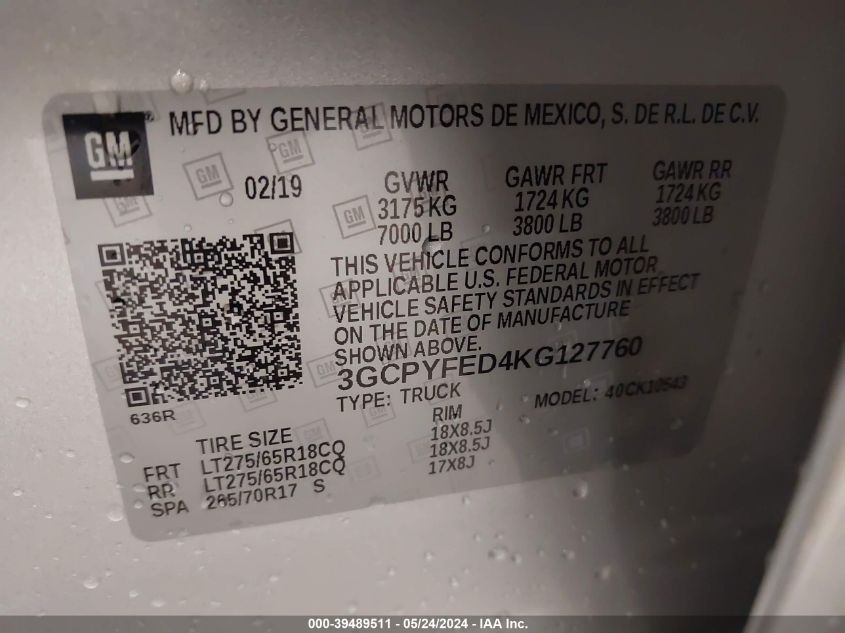 GM® MFD BY GENERAL MOTORS DE MEXICO, S. DE R.L. DE C.V.
02/19 GVWR GAWR FRT GAWR RR
3175 KG 1724 KG 1724 KG
7000 LB 3800 LB 3800 LB
THIS VEHICLE CONFORMS TO ALL
APPLICABLE U.S. FEDERAL MOTOR
VEHICLE SAFETY STANDARDS IN EFFECT
ON THE DATE OF MANUFACTURE
SHOWN ABOVE.
3GCPYFED4KG127760
TYPE: TRUCK MODEL: 40CK10543
636R
TIRE SIZE RIM
FRT LT275/65R18CQ 18X8.5J
RR LT275/65R18CQ 18X8.5J
SPA 265/70R17 S 17X8J
000-39489511 - 05/24/2024 - IAA Inc.